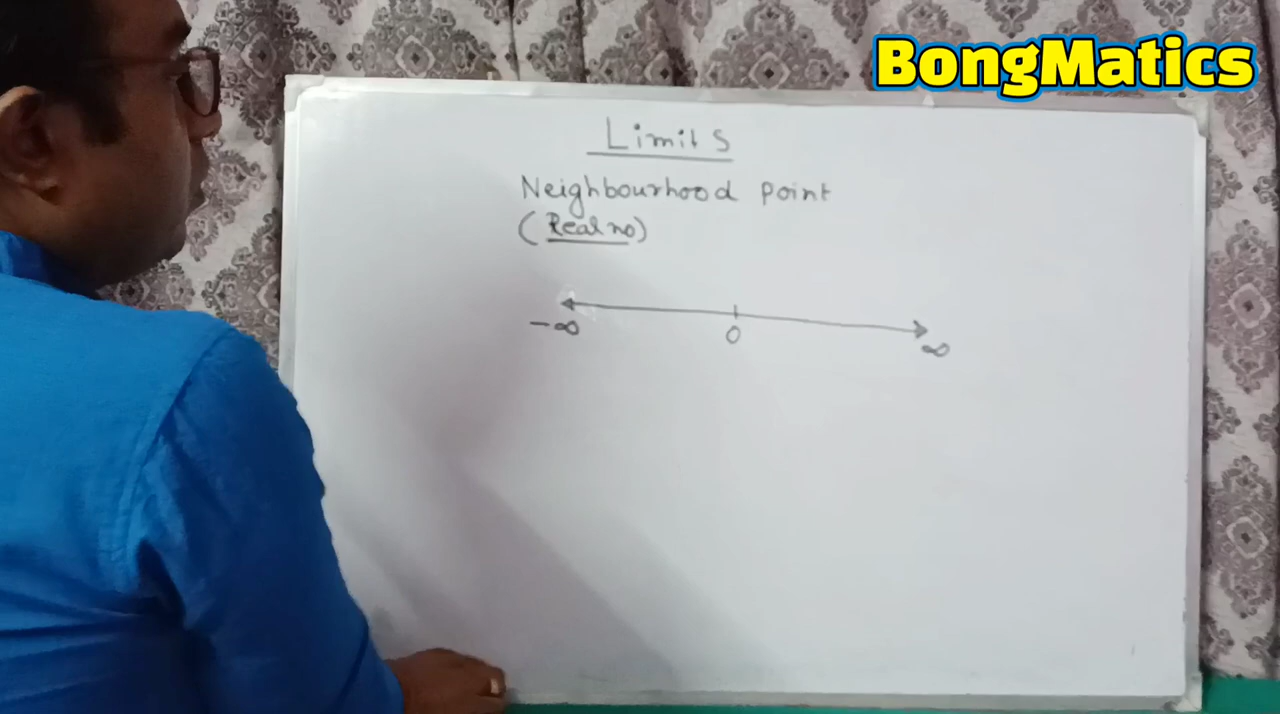 BongMatics
Limits
Neighbourhood Point
(Real no)
-∞ 0 ∞